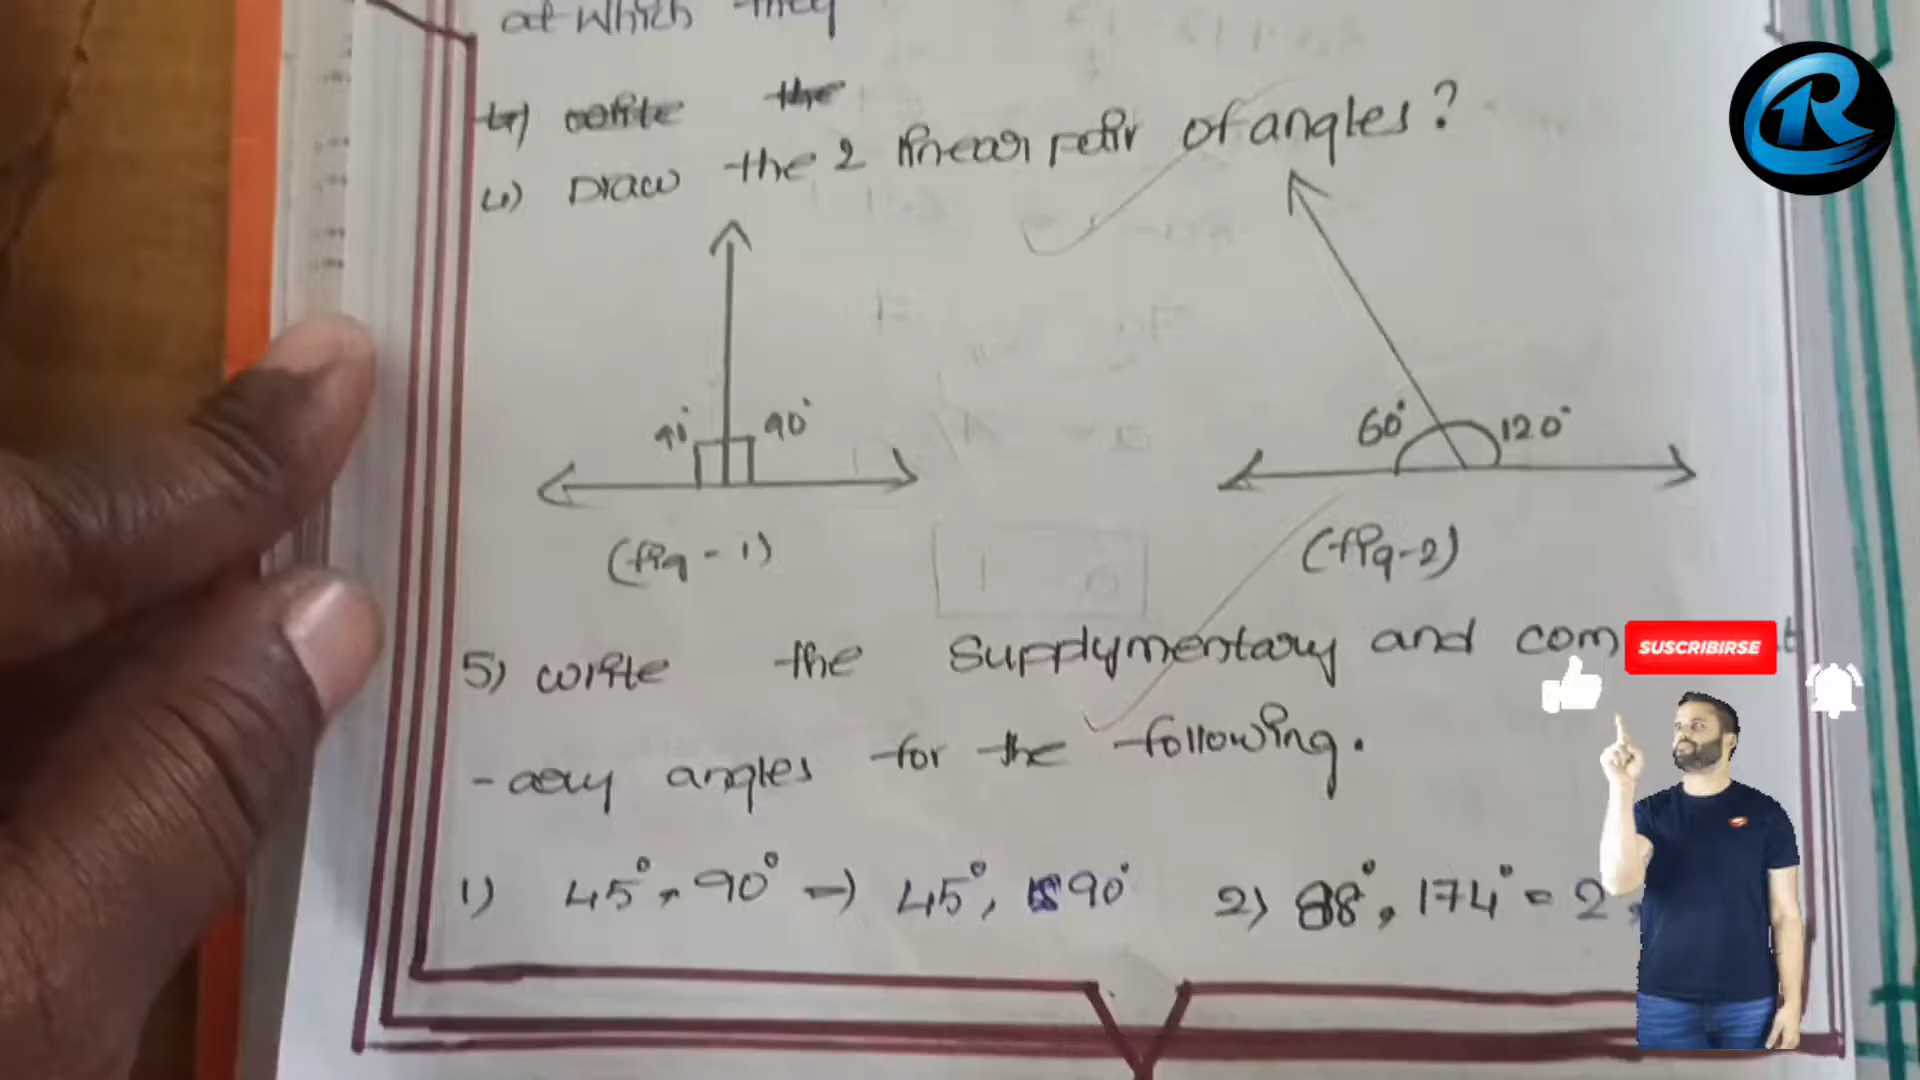 at which they
4) write the
4) Draw the 2 linear pair of angles?
90° 90°
60° 120°
(fig - 1)
(fig-2)
5) write the supplymentary and com
SUSCRIBIRSE
angles for the following.
1) 45°, 90° → 45°, 90°
2) 88°, 174° = 2
R